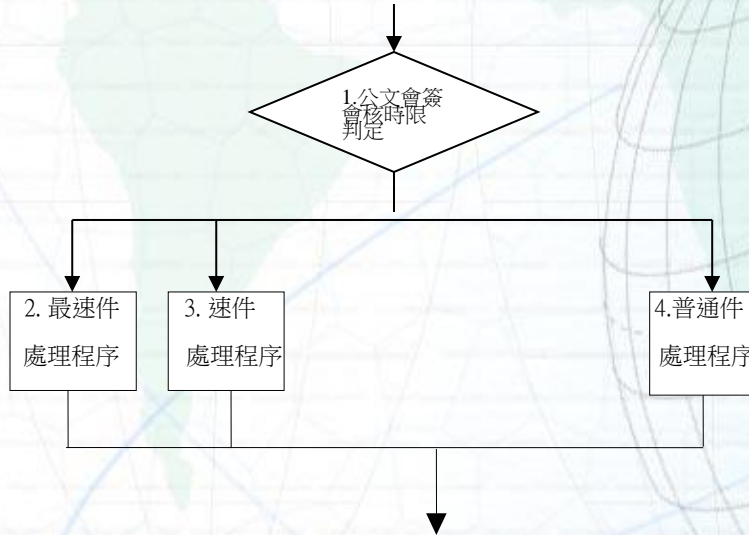 1.公文會簽
會核時限
判定
2. 最速件
處理程序
3. 速件
處理程序
4.普通件
處理程序